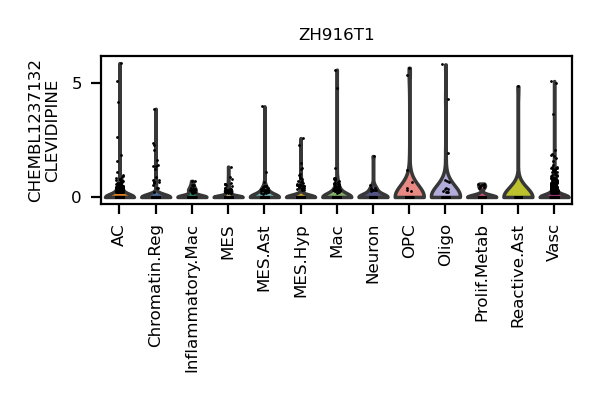 ZH916T1
CHEMBL1237132
CLEVIDIPINE
5
0
AC
Chromatin.Reg
Inflammatory.Mac
MES
MES.Ast
MES.Hyp
Mac
Neuron
OPC
Oligo
Prolif.Metab
Reactive.Ast
Vasc